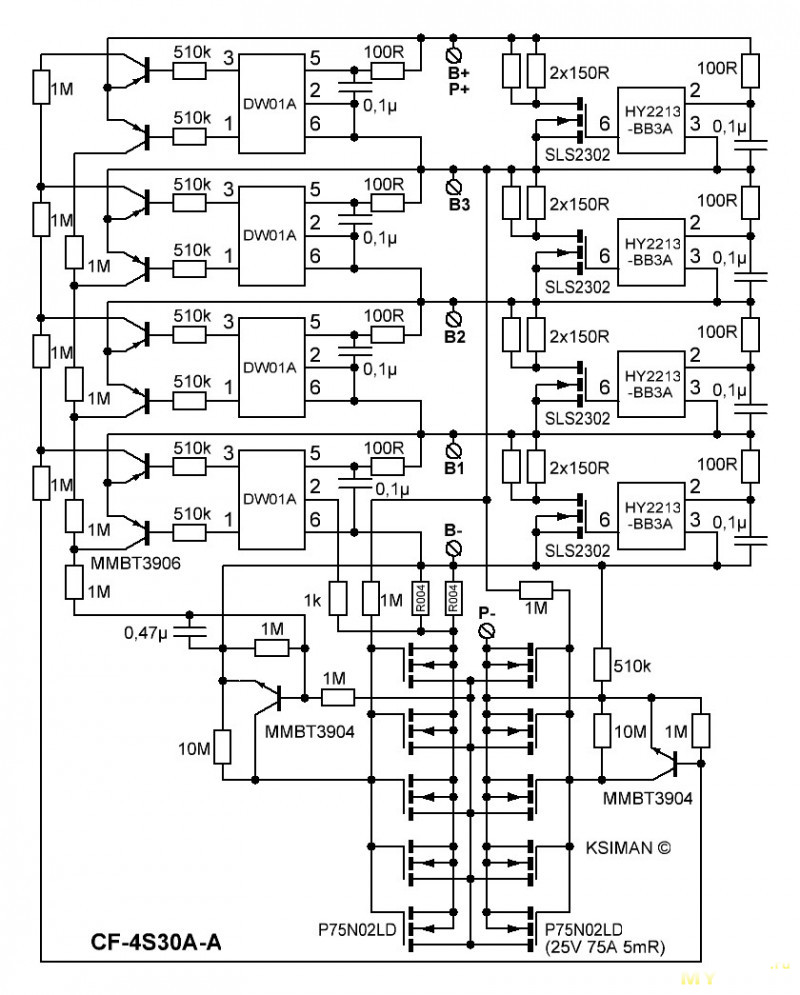 510k 3 5 100R B+ P+ 2x150R 100R
1M DW01A 2 0,1µ HY2213 -BB3A 2
510k 1 6 6 3 0,1µ
SLS2302
510k 3 5 100R B3 2x150R 100R
1M DW01A 2 0,1µ HY2213 -BB3A 2
1M 510k 1 6 6 3 0,1µ
SLS2302
510k 3 5 100R B2 2x150R 100R
1M DW01A 2 0,1µ HY2213 -BB3A 2
1M 510k 1 6 6 3 0,1µ
SLS2302
510k 3 5 100R B1 2x150R 100R
1M DW01A 2 0,1µ HY2213 -BB3A 2
1M 510k 1 6 B- 6 3 0,1µ
MMBT3906 SLS2302
1M 1k 1M R004 R004 P- 1M
0,47µ 1M 510k
1M
MMBT3904
10M 10M 1M
MMBT3904
KSIMAN ©
P75N02LD P75N02LD
CF-4S30A-A (25V 75A 5mR)
MY .ru